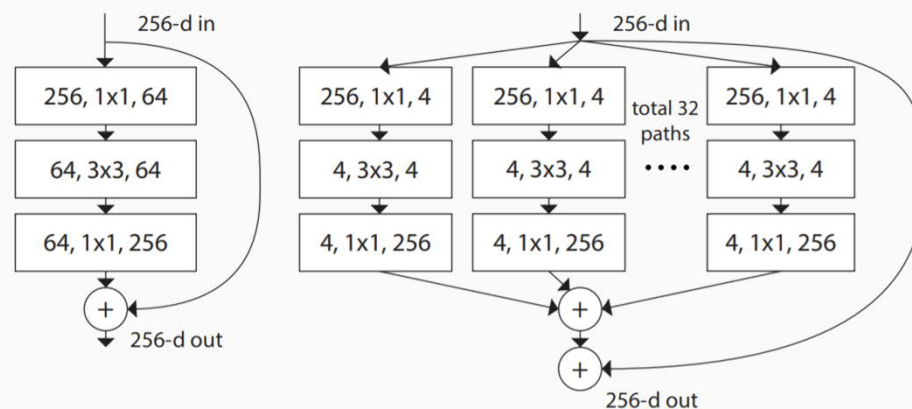 256-d in
256, 1x1, 64
64, 3x3, 64
64, 1x1, 256
+
256-d out
256-d in
256, 1x1, 4
256, 1x1, 4
total 32
paths
256, 1x1, 4
4, 3x3, 4
4, 3x3, 4
....
4, 3x3, 4
4, 1x1, 256
4, 1x1, 256
4, 1x1, 256
+
+
256-d out